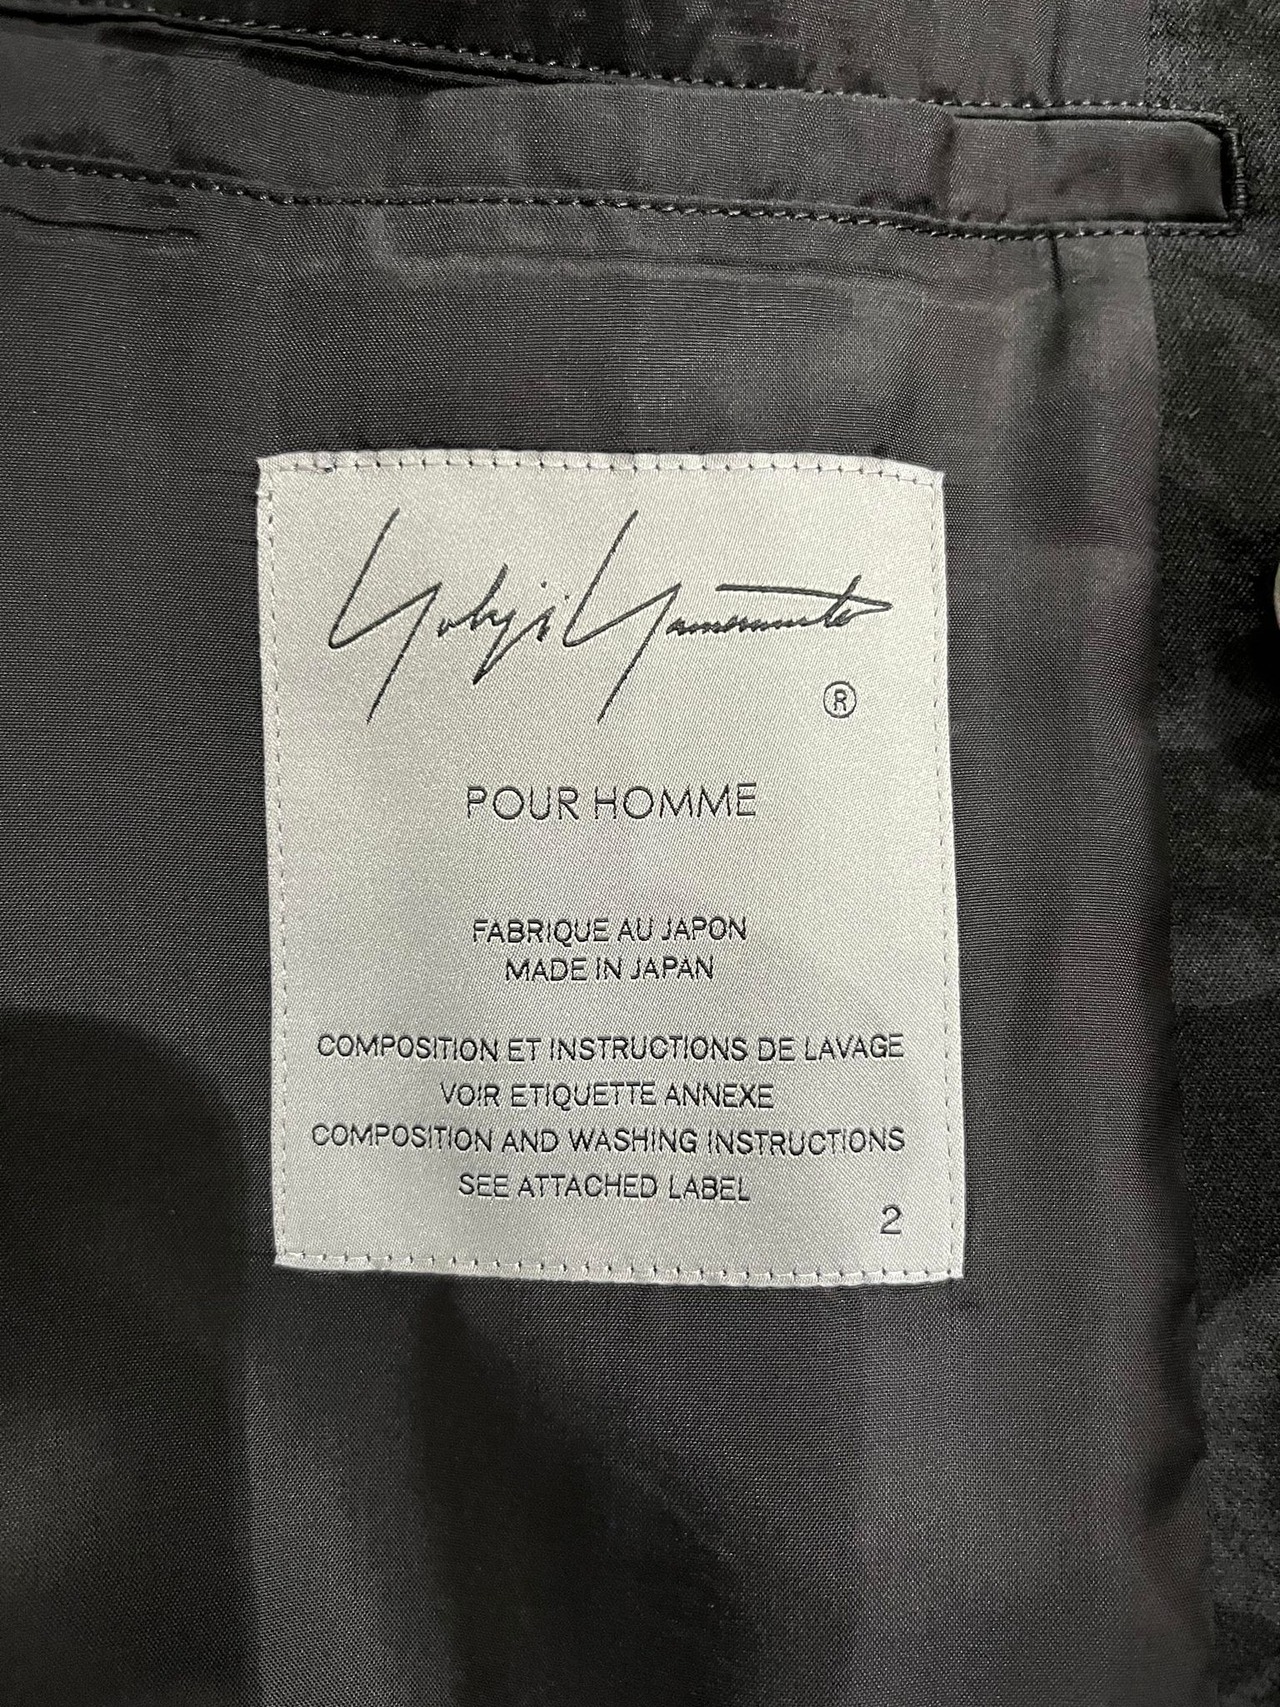 Yohji Yamamoto
®
POUR HOMME
FABRIQUE AU JAPON
MADE IN JAPAN
COMPOSITION ET INSTRUCTIONS DE LAVAGE
VOIR ETIQUETTE ANNEXE
COMPOSITION AND WASHING INSTRUCTIONS
SEE ATTACHED LABEL
2